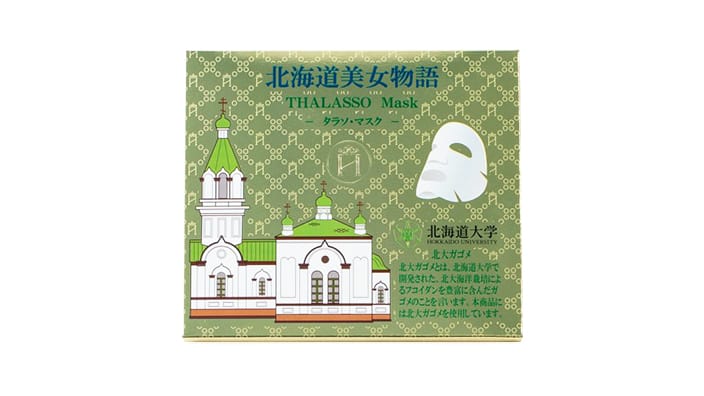 北海道美女物語
THALASSO Mask
－ タラソ・マスク －
北海道大学
HOKKAIDO UNIVERSITY
北大ガゴメ
北大ガゴメとは、北海道大学で
開発された、北大海洋栽培によ
るフコイダンを豊富に含んだガ
ゴメのことを言います。本商品に
は北大ガゴメを使用しています。